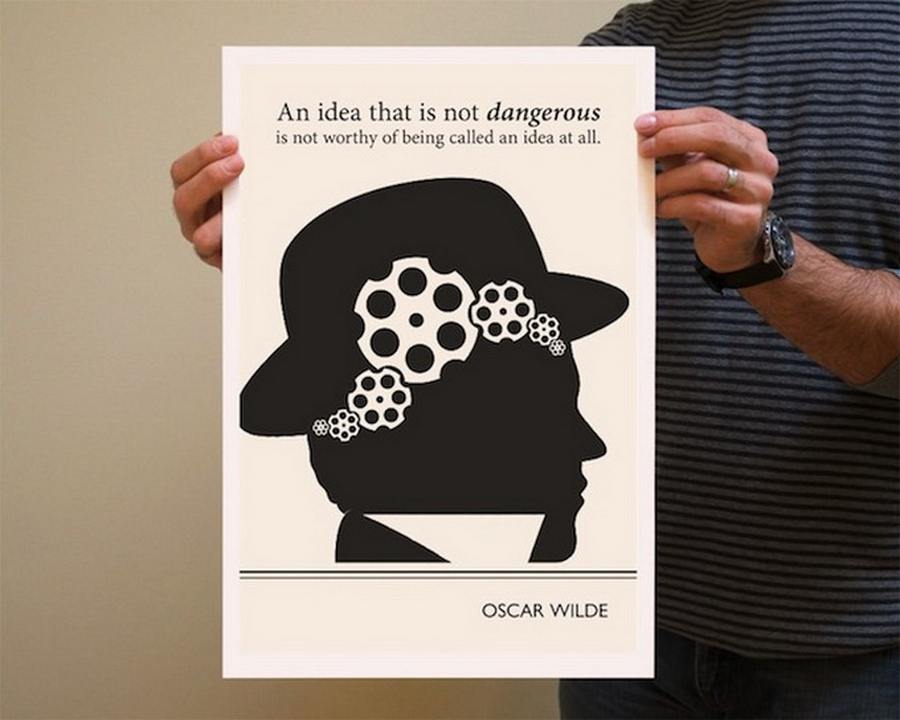 An idea that is not dangerous
is not worthy of being called an idea at all.
OSCAR WILDE